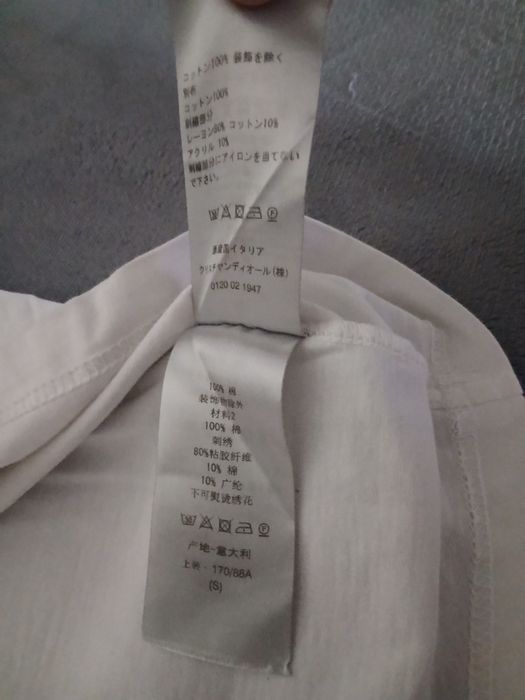 コットン100% 装飾を除く
別布
コットン100%
刺繍部分
レーヨン80% コットン10%
アクリル 10%
刺繍部分にアイロンを当てない
で下さい。
原産国イタリア
クリスチャンディオール(株)
0120 02 1947
100% 棉
装饰物除外
材料2
100% 棉
刺绣
80%粘胶纤维
10% 棉
10% 广纶
不可熨烫绣花
产地-意大利
上装 - 170/88A
(S)